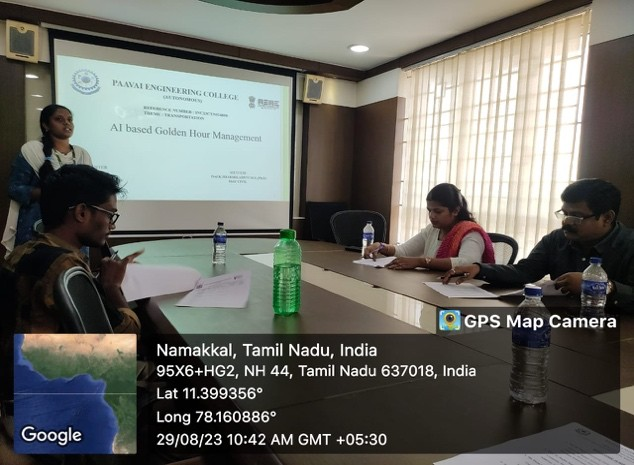 PAAVAI ENGINEERING COLLEGE
(AUTONOMOUS)
THEME : TRANSPORTATION
AI based Golden Hour Management
GPS Map Camera
Namakkal, Tamil Nadu, India
95X6+HG2, NH 44, Tamil Nadu 637018, India
Lat 11.399356°
Long 78.160886°
29/08/23 10:42 AM GMT +05:30
Google